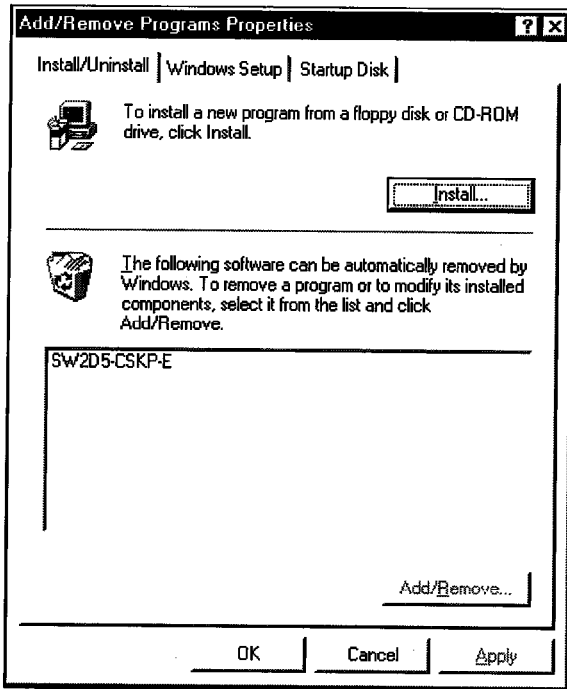 Add/Remove Programs Properties
Install/Uninstall Windows Setup Startup Disk
To install a new program from a floppy disk or CD-ROM
drive, click Install.
Install...
The following software can be automatically removed by
Windows. To remove a program or to modify its installed
components, select it from the list and click
Add/Remove.
SW2D5-CSKP-E
Add/Remove...
OK Cancel Apply